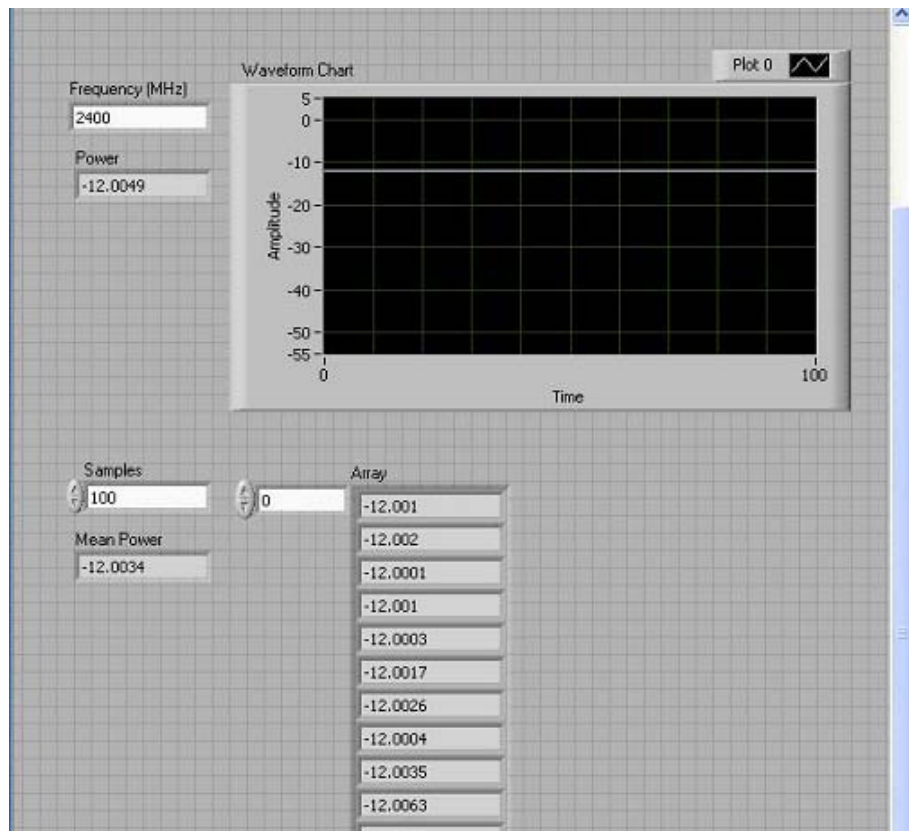 Waveform Chart
Plot 0
Frequency (MHz)
2400
Power
-12.0049
5
0
-10
-20
-30
-40
-50
-55
Amplitude
0
100
Time
Samples
100
Mean Power
-12.0034
0
Array
-12.001
-12.002
-12.0001
-12.001
-12.0003
-12.0017
-12.0026
-12.0004
-12.0035
-12.0063